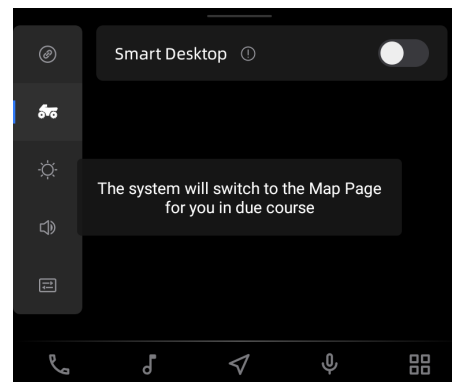 Smart Desktop
The system will switch to the Map Page
for you in due course